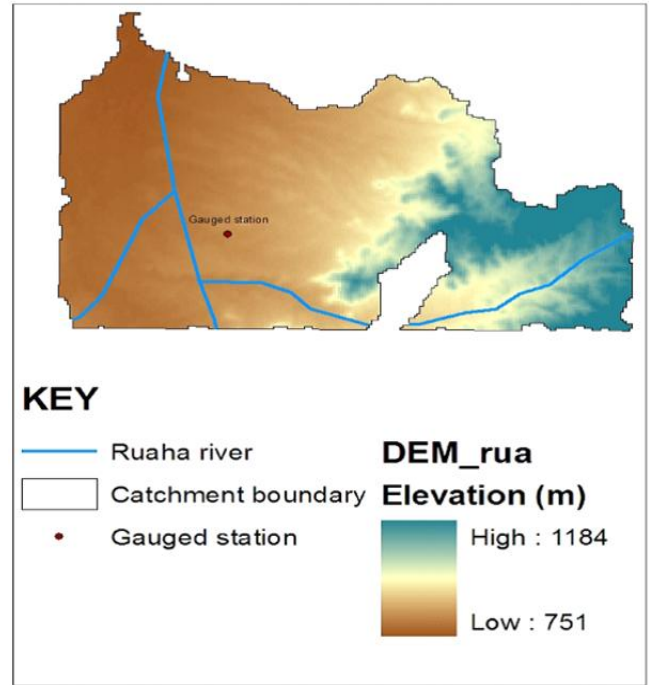 Gauged station
KEY
Ruaha river
Catchment boundary
Gauged station
DEM_rua
Elevation (m)
High : 1184
Low : 751